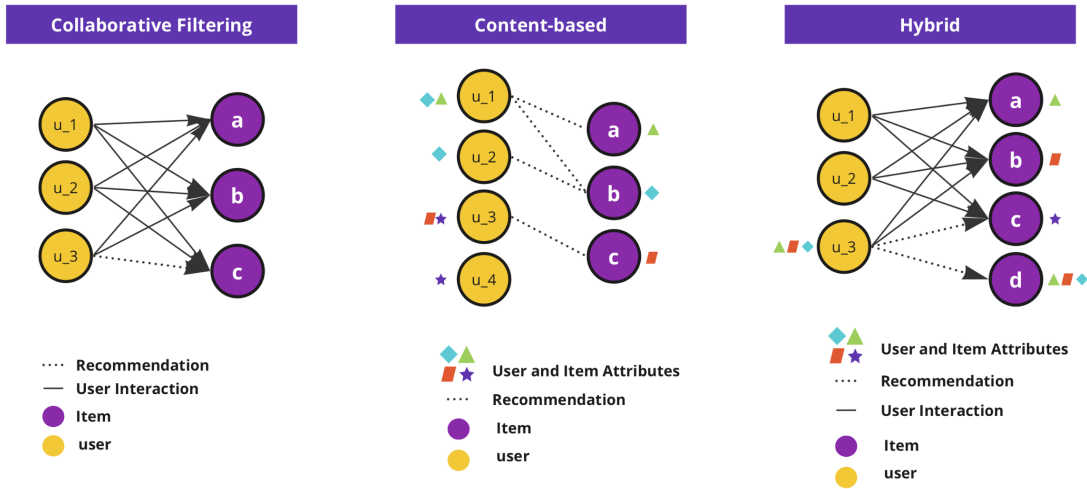 Collaborative Filtering
u_1
u_2
u_3
a
b
c
Recommendation
User Interaction
Item
user
Content-based
u_1
u_2
u_3
u_4
a
b
c
User and Item Attributes
Recommendation
Item
user
Hybrid
u_1
u_2
u_3
a
b
c
d
User and Item Attributes
Recommendation
User Interaction
Item
user